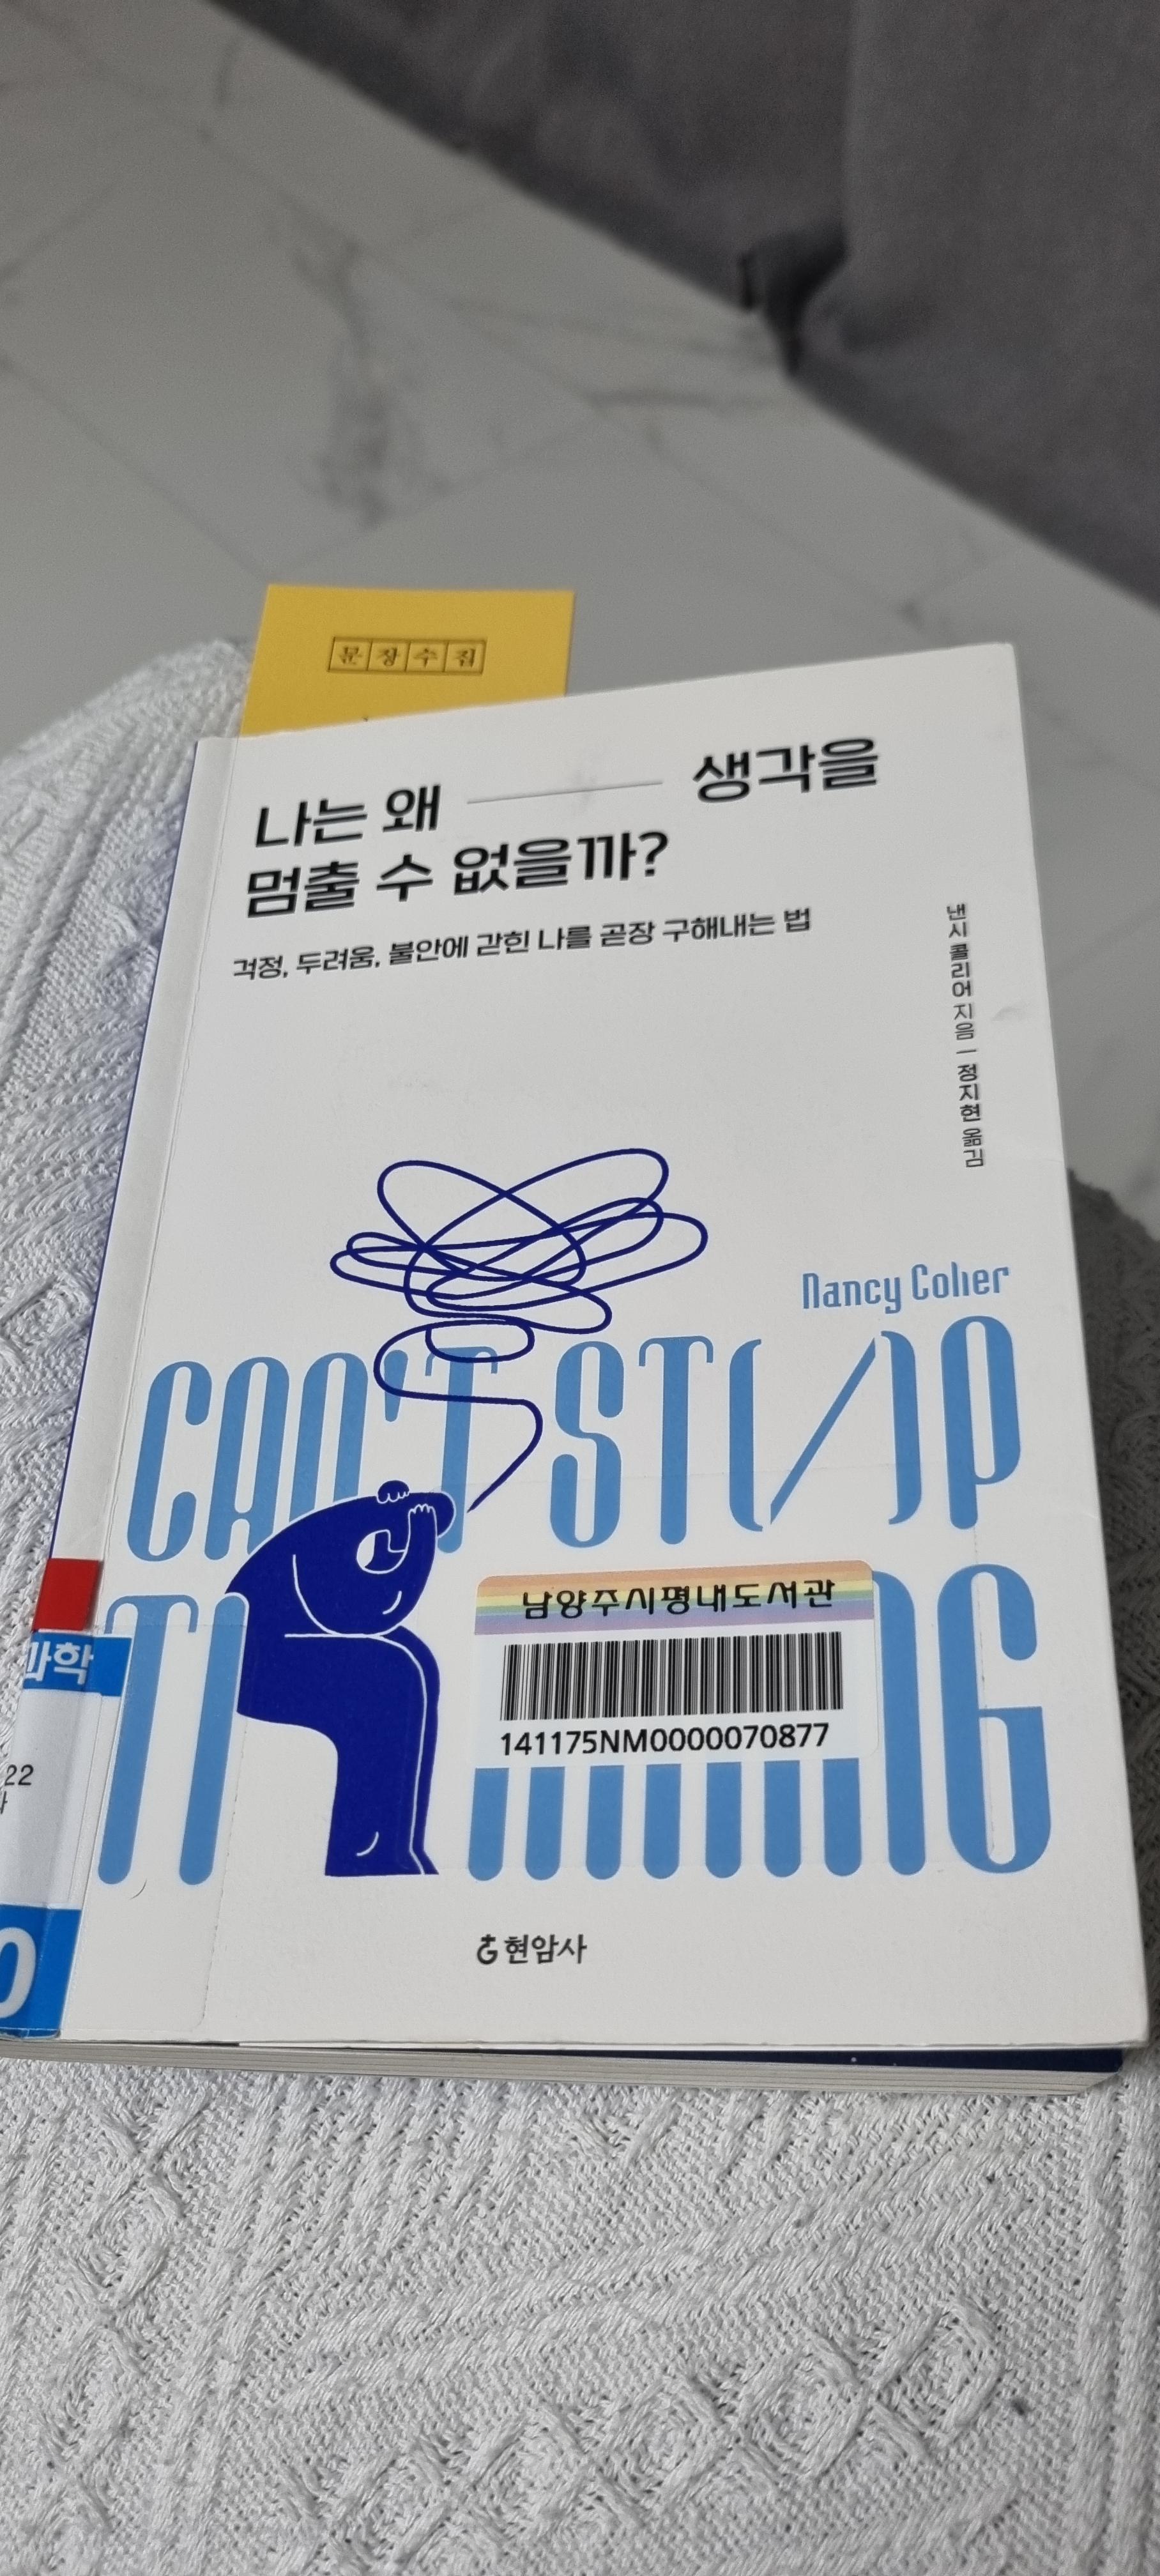 문장수집
나는 왜 생각을
멈출 수 없을까?
걱정, 두려움, 불안에 갇힌 나를 곧장 구해내는 법
낸시 콜리어 지음 – 정지현 옮김
Nancy Colier
CAN'T STOP
남양주시평내도서관
141175NM0000070877
과학
22
0
현암사